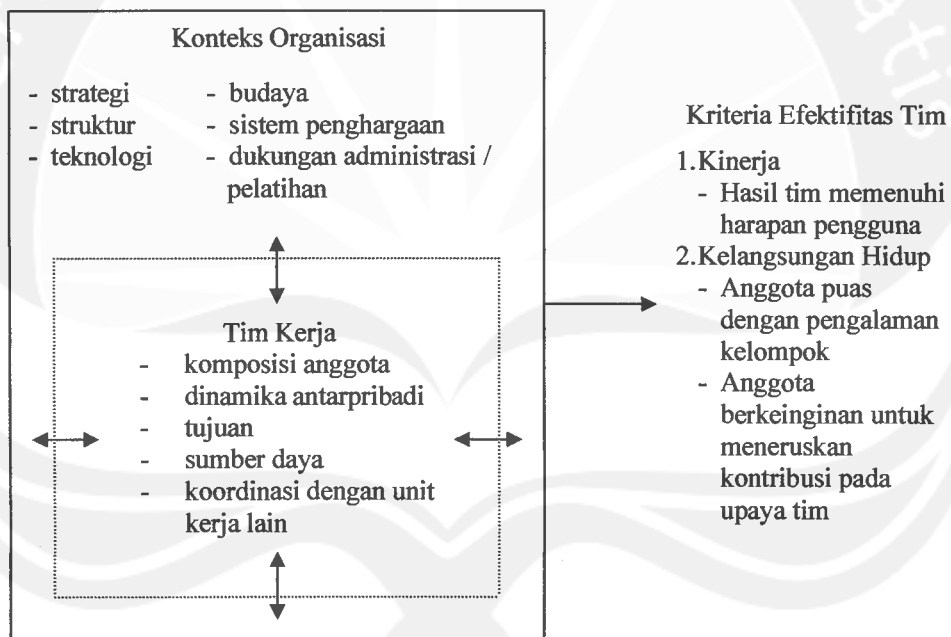 Konteks Organisasi
- strategi
- struktur
- teknologi
- budaya
- sistem penghargaan
- dukungan administrasi /
pelatihan
Tim Kerja
- komposisi anggota
- dinamika antarpribadi
- tujuan
- sumber daya
- koordinasi dengan unit
kerja lain
Kriteria Efektifitas Tim
1.Kinerja
- Hasil tim memenuhi
harapan pengguna
2.Kelangsungan Hidup
- Anggota puas
dengan pengalaman
kelompok
- Anggota
berkeinginan untuk
meneruskan
kontribusi pada
upaya tim